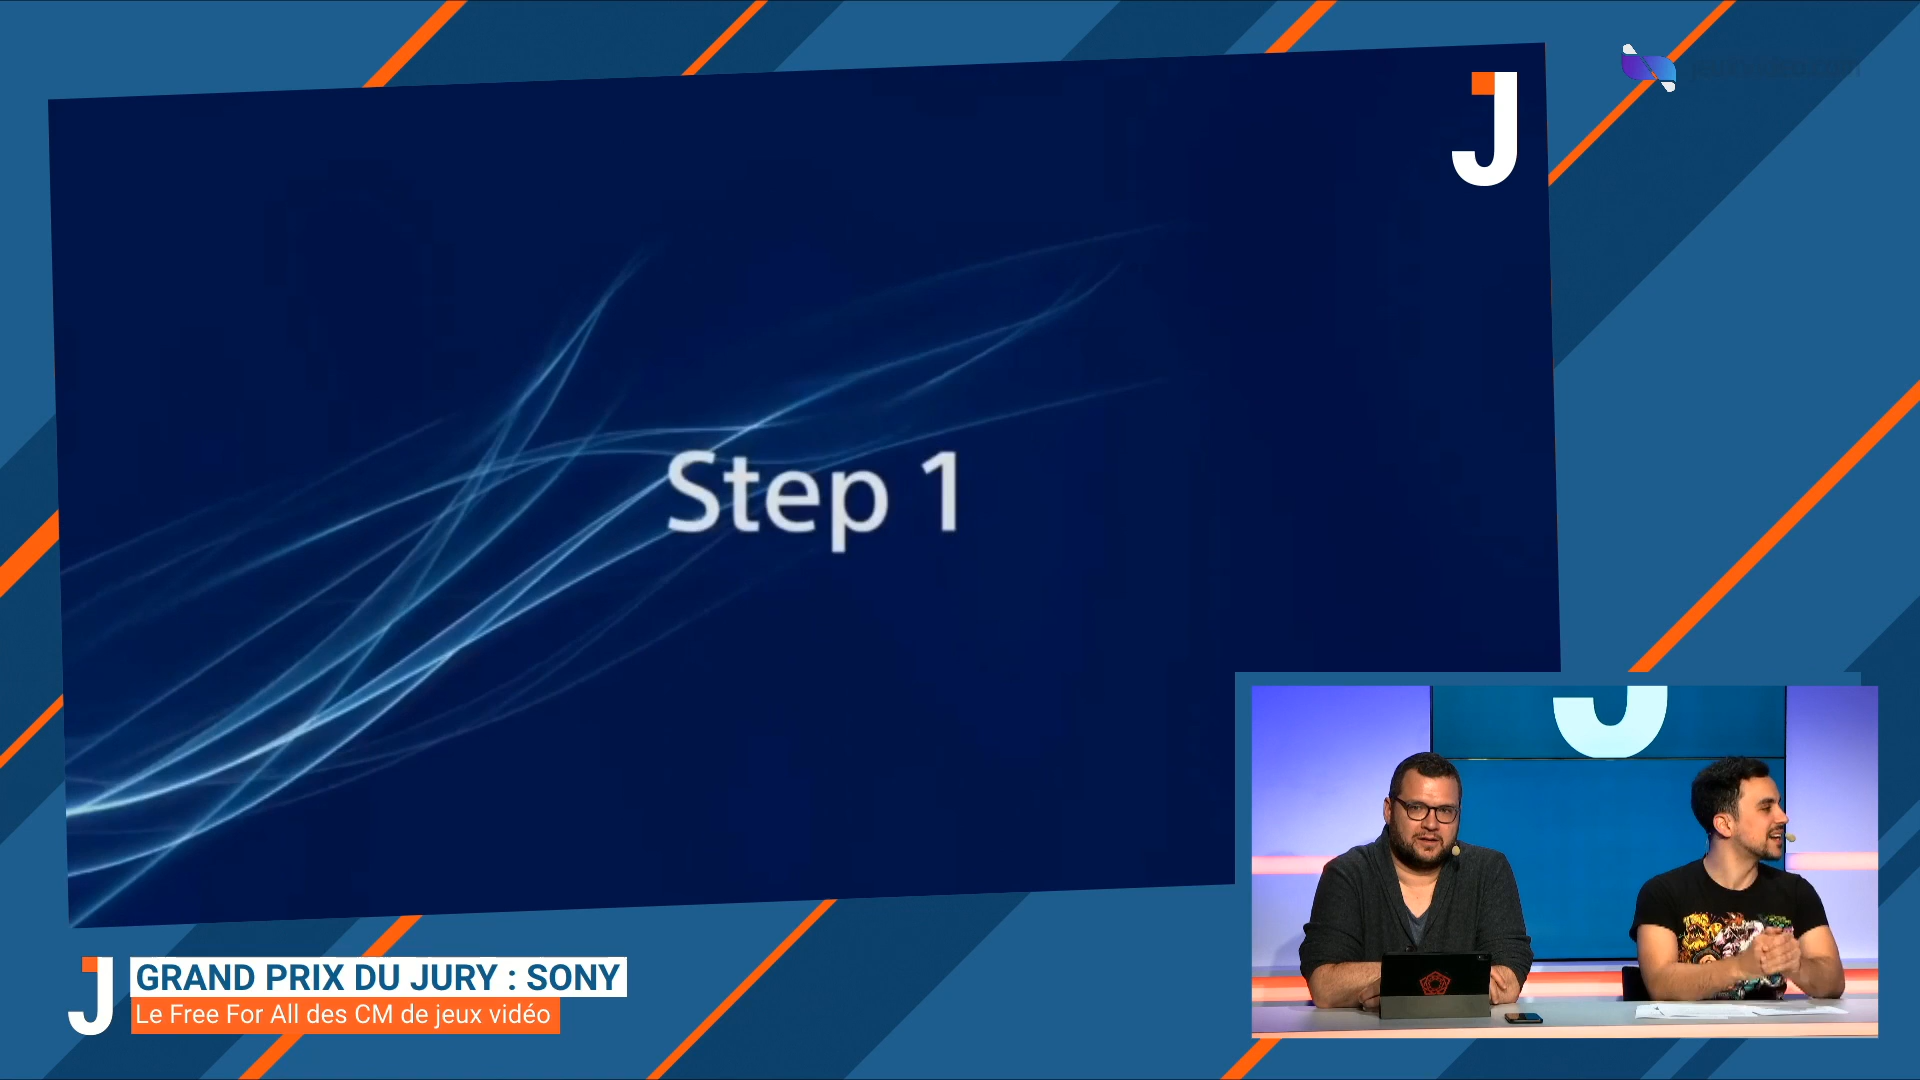 J
Step 1
J
J
GRAND PRIX DU JURY : SONY
Le Free For All des CM de jeux vidéo